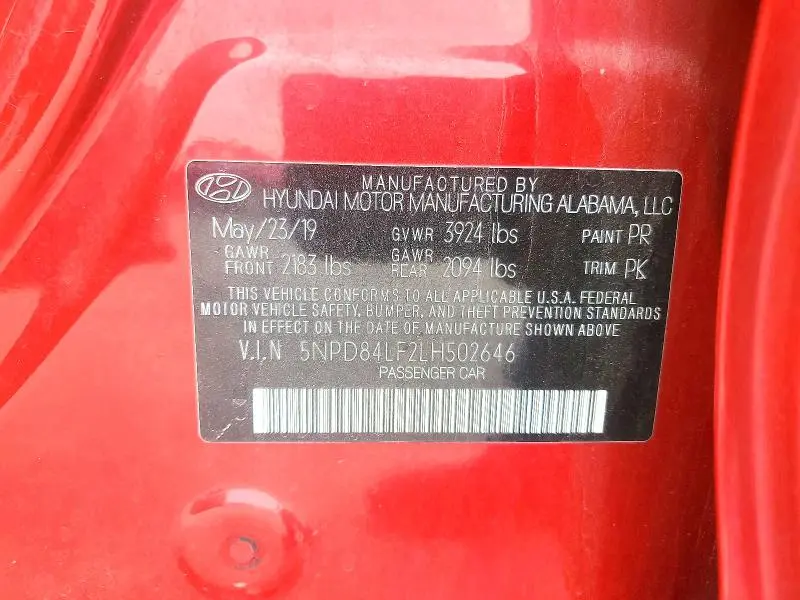 MANUFACTURED BY
HYUNDAI MOTOR MANUFACTURING ALABAMA, LLC
May/23/19 GVWR 3924 lbs PAINT PR
GAWR FRONT 2183 lbs GAWR REAR 2094 lbs TRIM PK
THIS VEHICLE CONFORMS TO ALL APPLICABLE U.S.A. FEDERAL
MOTOR VEHICLE SAFETY, BUMPER, AND THEFT PREVENTION STANDARDS
IN EFFECT ON THE DATE OF MANUFACTURE SHOWN ABOVE
V.I.N 5NPD84LF2LH502646
PASSENGER CAR